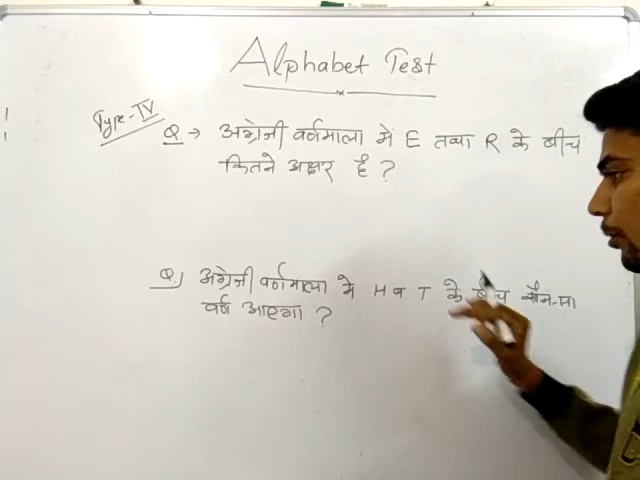 Alphabet Test
Type-IV
Q. → अंग्रेजी वर्णमाला में E तथा R के बीच
कितने अक्षर है ?
Q. अंग्रेजी वर्णमाला मे H व T के बीच कौन-सा
वर्ण आएगा ?